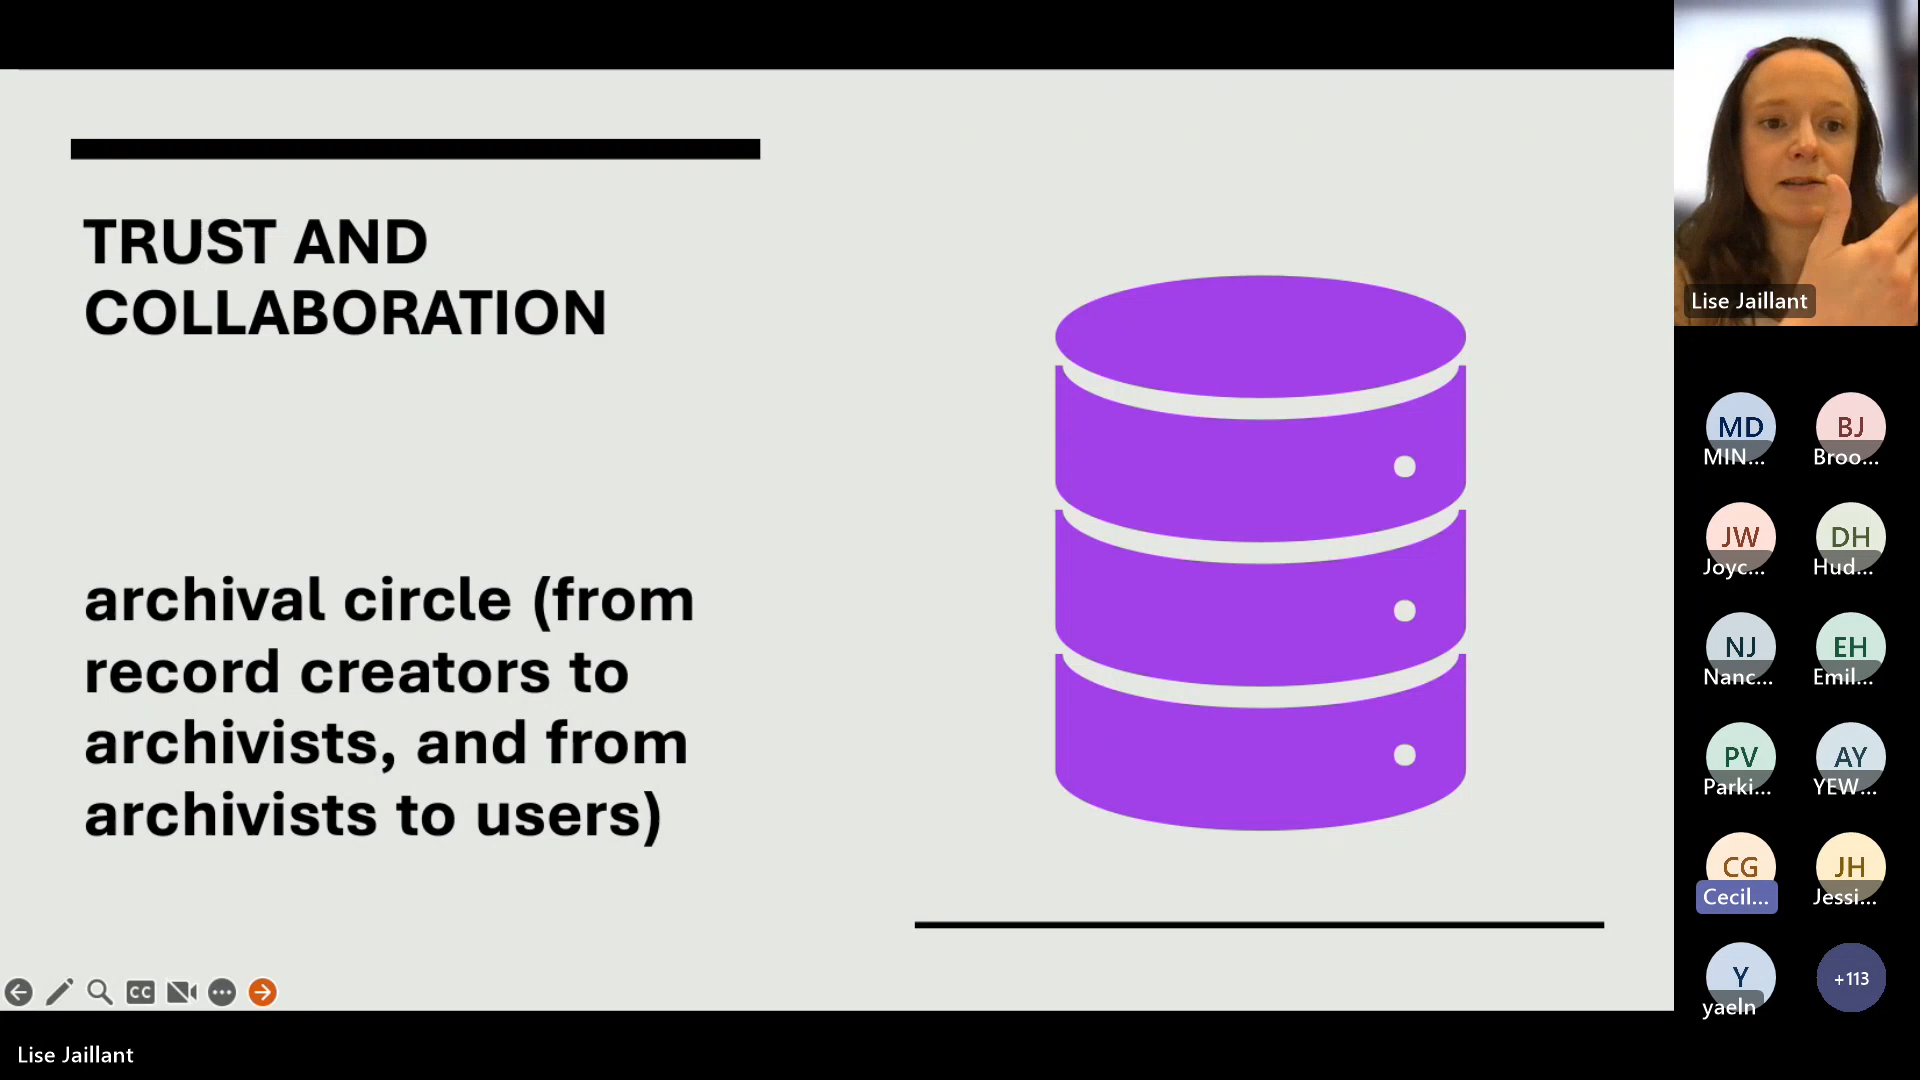 TRUST AND
COLLABORATION
archival circle (from
record creators to
archivists, and from
archivists to users)
CC
Lise Jaillant
Lise Jaillant
MD
MIN...
BJ
Broo...
JW
Joyc...
DH
Hud...
NJ
Nanc...
EH
Emil...
PV
Parki...
AY
YEW...
CG
Cecil...
JH
Jessi...
Y
yaeln
+113